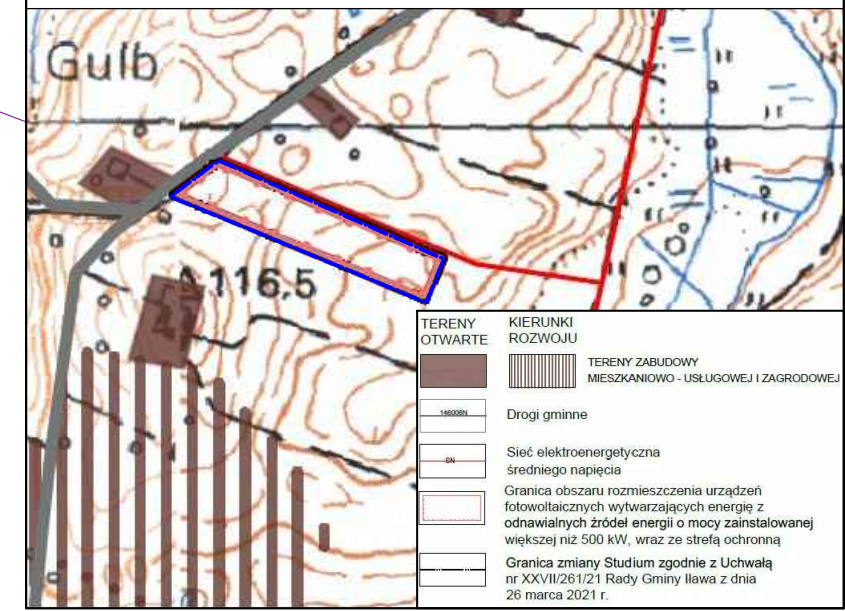 Gulb
116,5
TERENY
OTWARTE
KIERUNKI
ROZWOJU
TERENY ZABUDOWY
MIESZKANIOWO - USŁUGOWEJ I ZAGRODOWEJ
146006N
Drogi gminne
SN
Sieć elektroenergetyczna
średniego napięcia
Granica obszaru rozmieszczenia urządzeń
fotowoltaicznych wytwarzających energię z
odnawialnych źródeł energii o mocy zainstalowanej
większej niż 500 kW, wraz ze strefą ochronną
Granica zmiany Studium zgodnie z Uchwałą
nr XXVII/261/21 Rady Gminy Iława z dnia
26 marca 2021 r.